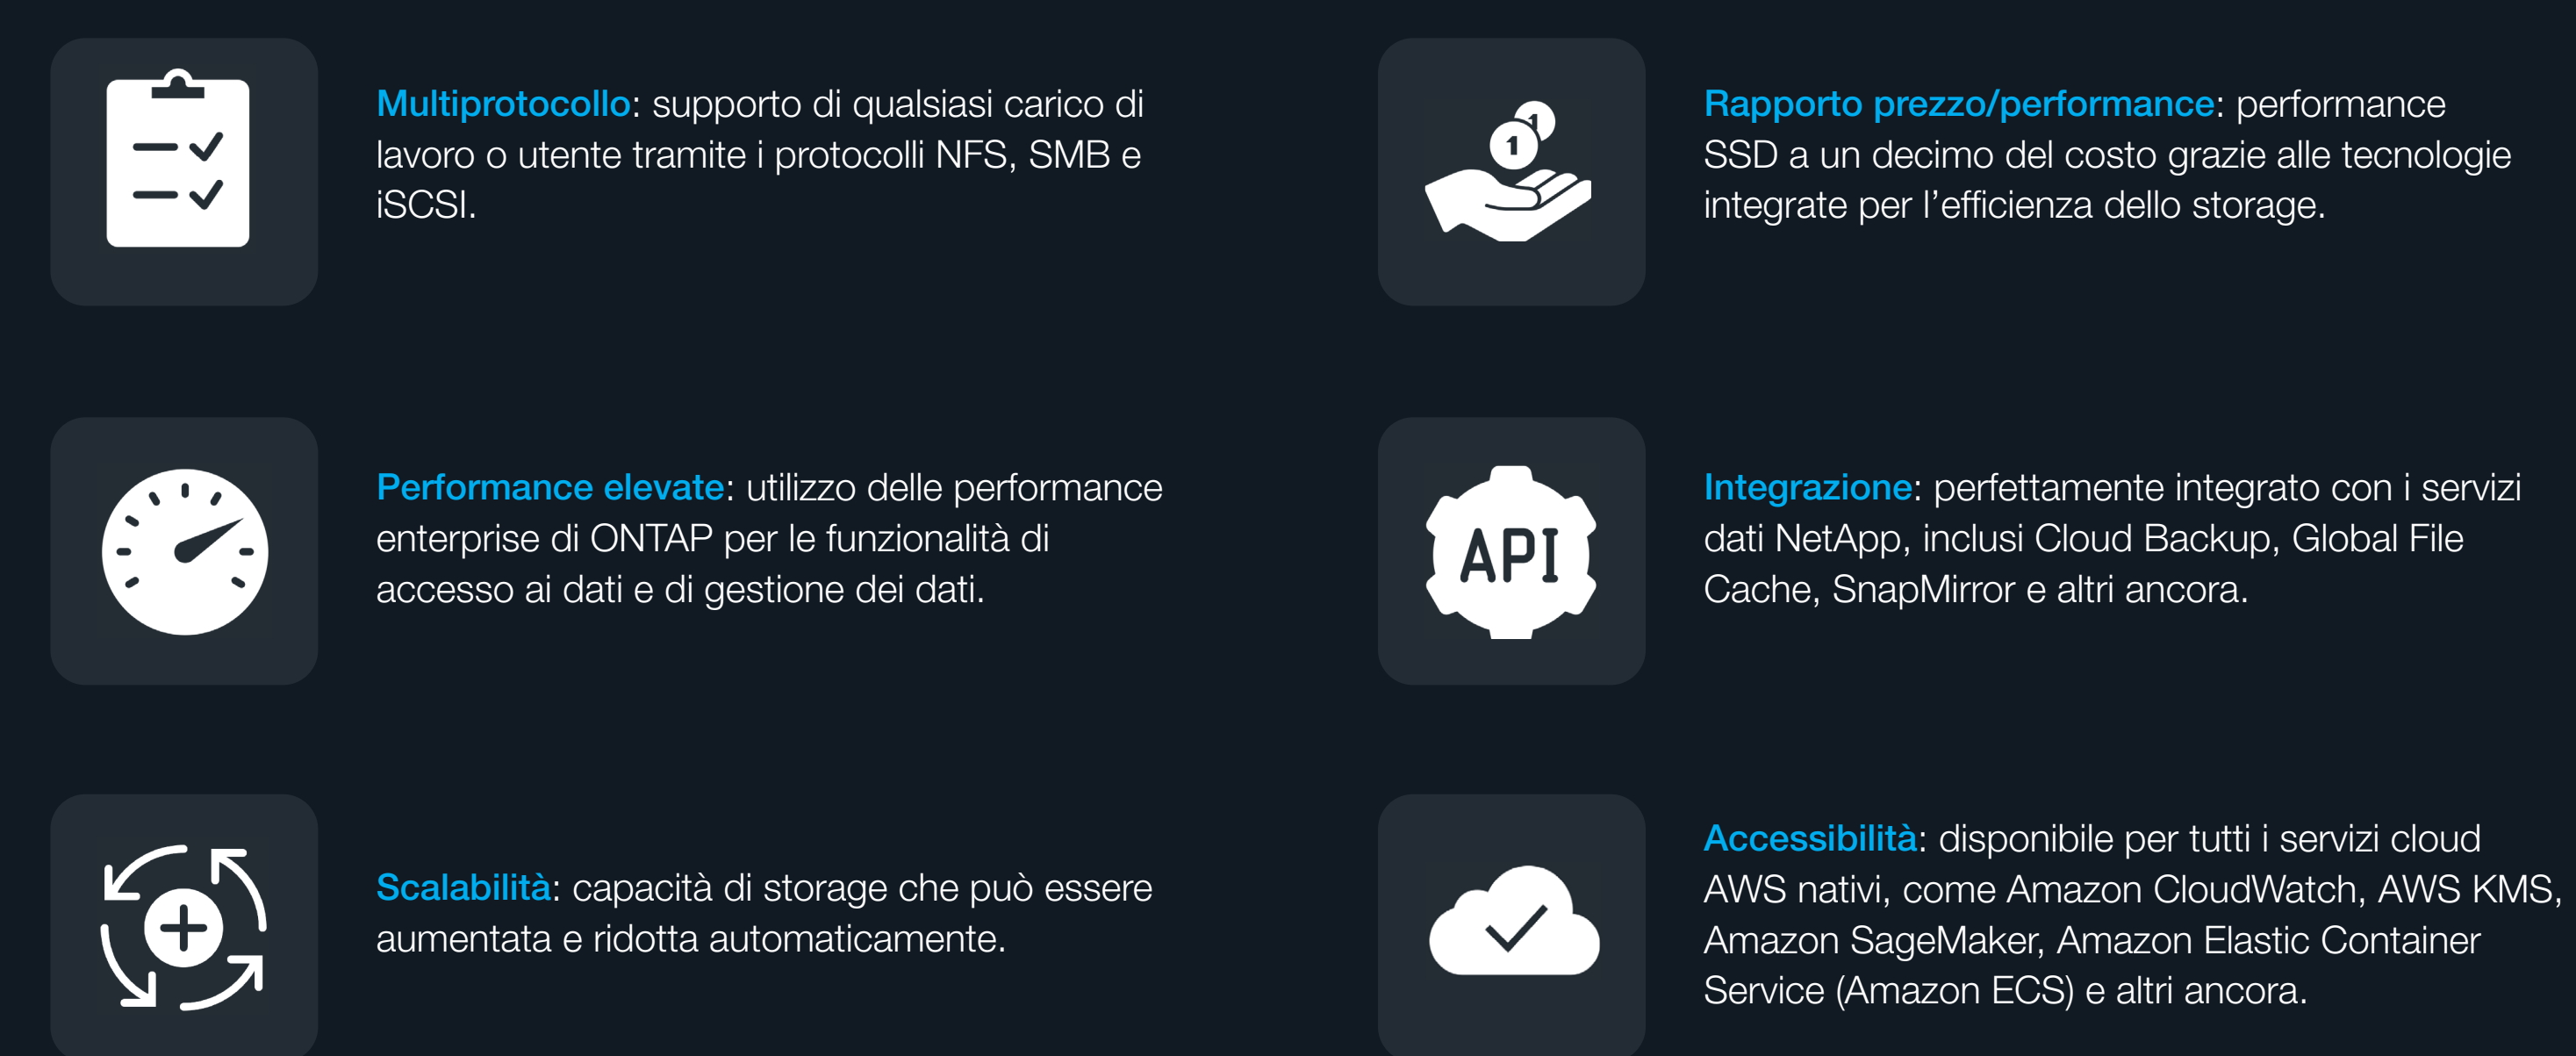 Multiprotocollo: supporto di qualsiasi carico di
lavoro o utente tramite i protocolli NFS, SMB e
iSCSI.
1
1
Rapporto prezzo/performance: performance
SSD a un decimo del costo grazie alle tecnologie
integrate per l’efficienza dello storage.
Performance elevate: utilizzo delle performance
enterprise di ONTAP per le funzionalità di
accesso ai dati e di gestione dei dati.
API
Integrazione: perfettamente integrato con i servizi
dati NetApp, inclusi Cloud Backup, Global File
Cache, SnapMirror e altri ancora.
Scalabilità: capacità di storage che può essere
aumentata e ridotta automaticamente.
Accessibilità: disponibile per tutti i servizi cloud
AWS nativi, come Amazon CloudWatch, AWS KMS,
Amazon SageMaker, Amazon Elastic Container
Service (Amazon ECS) e altri ancora.